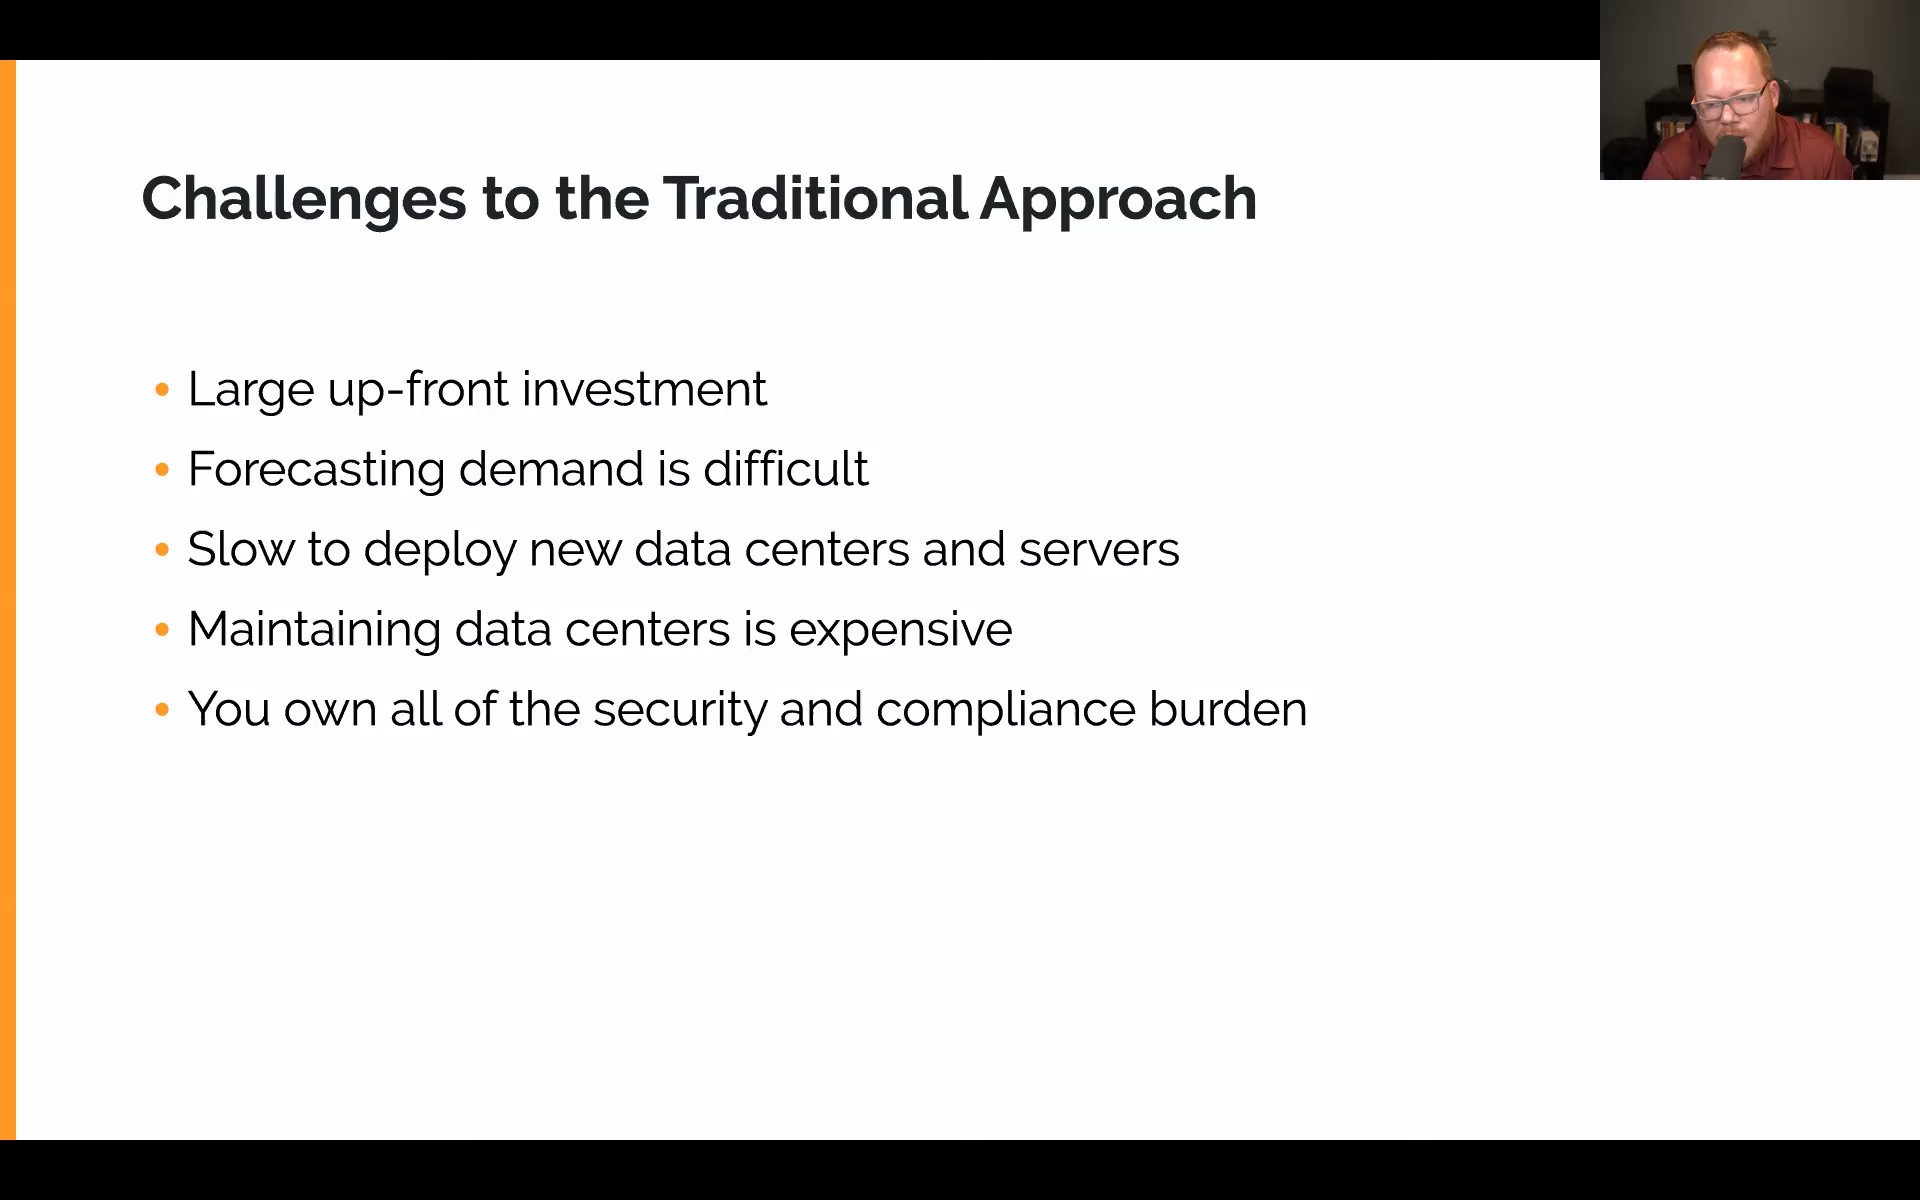 Challenges to the Traditional Approach
Large up-front investment
Forecasting demand is difficult
Slow to deploy new data centers and servers
Maintaining data centers is expensive
You own all of the security and compliance burden